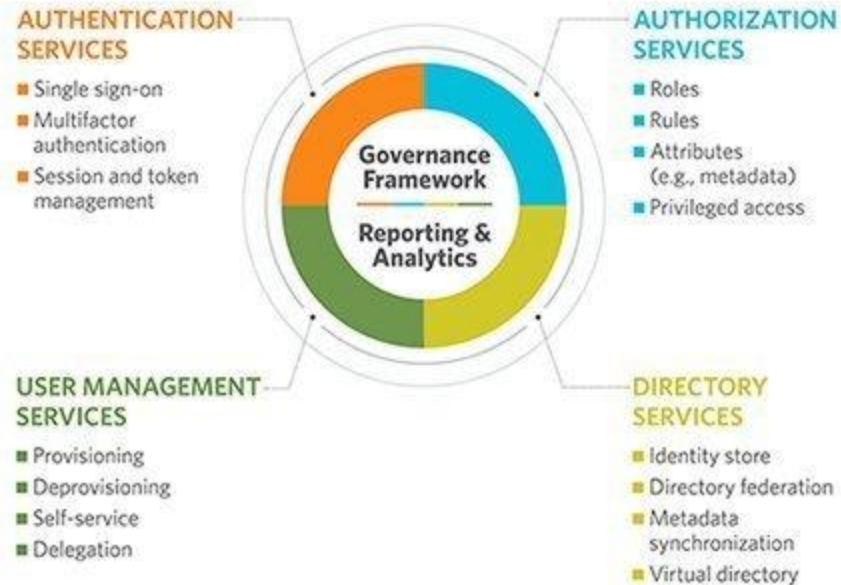 AUTHENTICATION
SERVICES
Single sign-on
Multifactor
authentication
Session and token
management
AUTHORIZATION
SERVICES
Roles
Rules
Attributes
(e.g., metadata)
Privileged access
Governance
Framework
Reporting &
Analytics
USER MANAGEMENT
SERVICES
Provisioning
Deprovisioning
Self-service
Delegation
DIRECTORY
SERVICES
Identity store
Directory federation
Metadata
synchronization
Virtual directory